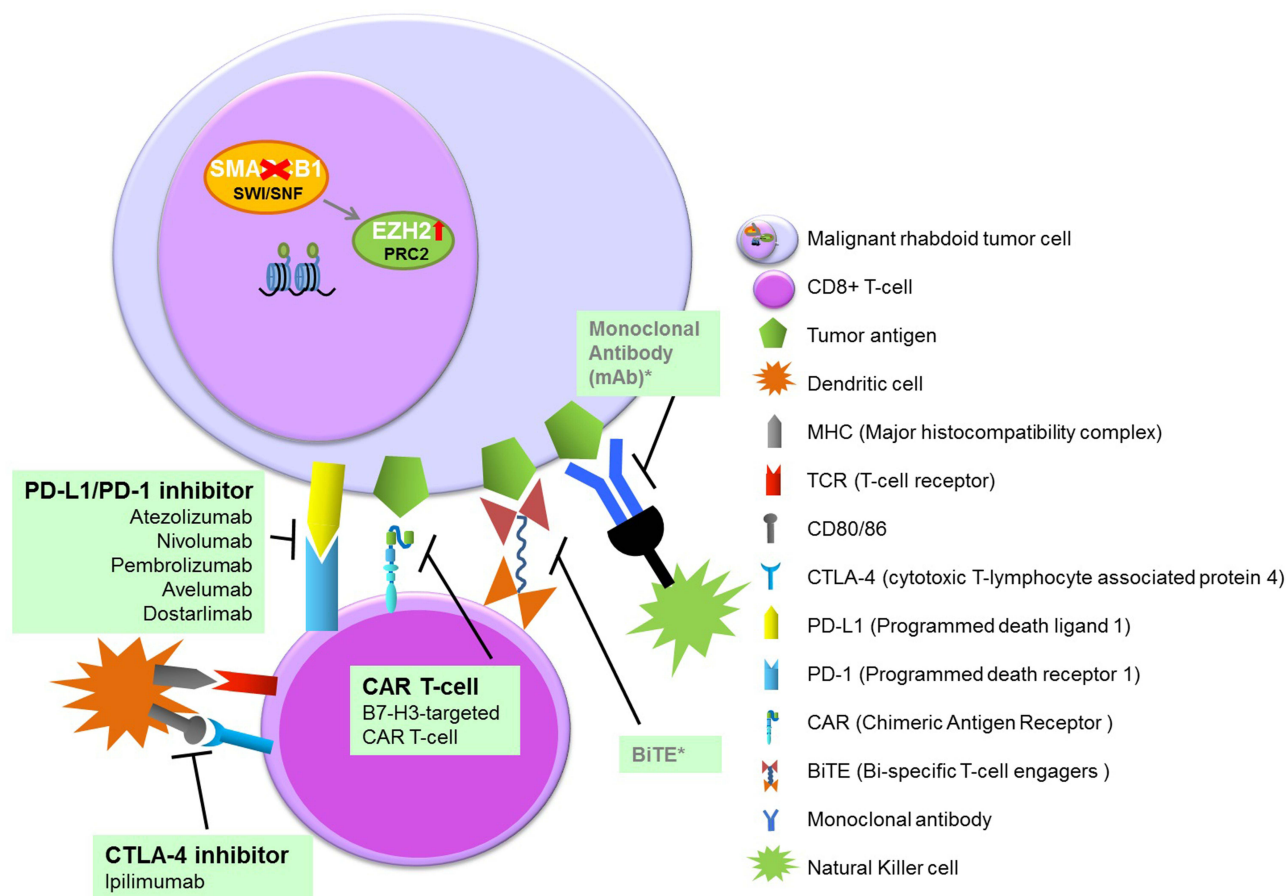 SMARCB1
SWI/SNF
EZH2
PRC2
Monoclonal
Antibody
(mAb)*
PD-L1/PD-1 inhibitor
Atezolizumab
Nivolumab
Pembrolizumab
Avelumab
Dostarlimab
CAR T-cell
B7-H3-targeted
CAR T-cell
BiTE*
CTLA-4 inhibitor
Ipilimumab
Malignant rhabdoid tumor cell
CD8+ T-cell
Tumor antigen
Dendritic cell
MHC (Major histocompatibility complex)
TCR (T-cell receptor)
CD80/86
CTLA-4 (cytotoxic T-lymphocyte associated protein 4)
PD-L1 (Programmed death ligand 1)
PD-1 (Programmed death receptor 1)
CAR (Chimeric Antigen Receptor )
BiTE (Bi-specific T-cell engagers )
Monoclonal antibody
Natural Killer cell